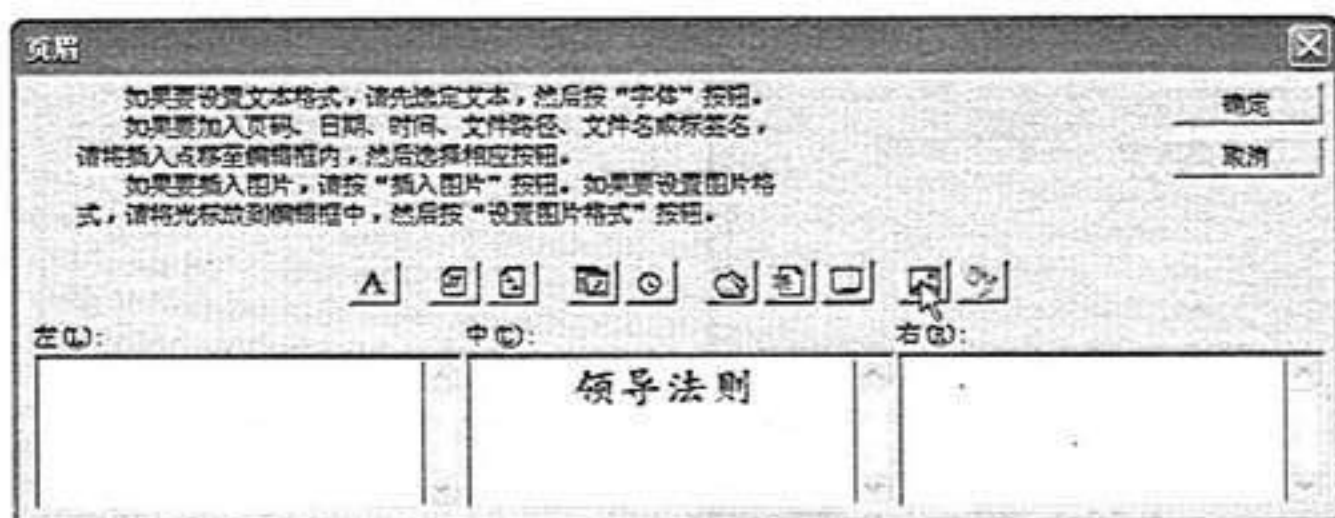 页眉
如果要设置文本格式，请先选定文本，然后按“字体”按钮。
如果要加入页码、日期、时间、文件路径、文件名或标签名，
请将插入点移至编辑框内，然后选择相应按钮。
如果要插入图片，请按“插入图片”按钮。如果要设置图片格
式，请将光标放到编辑框中，然后按“设置图片格式”按钮。
确定
取消
A
左(L):
中(C):
右(R):
领导法则